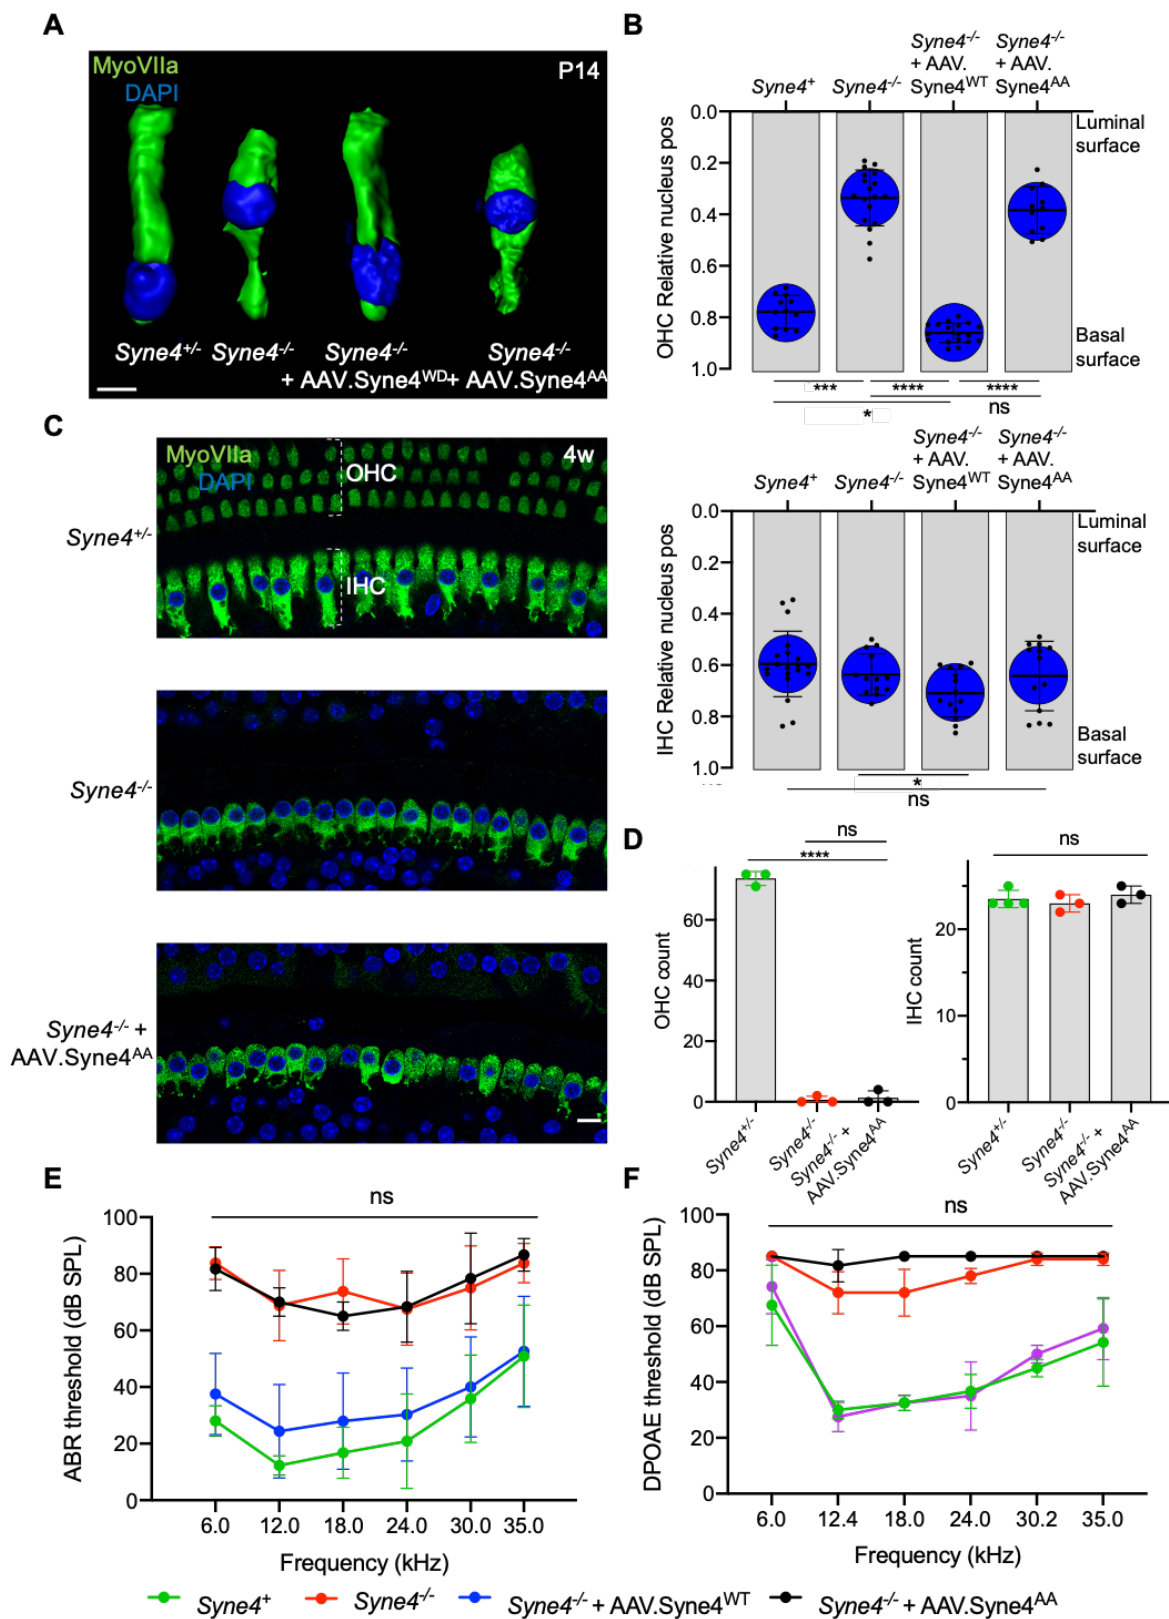 A
MyoVIIa
DAPI
P14
Syne4+/- Syne4-/- Syne4-/- Syne4-/-
+ AAV.Syne4WD+ AAV.Syne4AA
B
Syne4-/- Syne4-/-
+ AAV. + AAV.
Syne4+ Syne4-/- Syne4WT Syne4AA
OHC Relative nucleus pos
0.0
0.2
0.4
0.6
0.8
1.0
Luminal
surface
Basal
surface
*** **** ****
ns
*
Syne4-/- Syne4-/-
+ AAV. + AAV.
Syne4+ Syne4-/- Syne4WT Syne4AA
IHC Relative nucleus pos
0.0
0.2
0.4
0.6
0.8
1.0
Luminal
surface
Basal
surface
*
ns
C
MyoVIIa
DAPI
4w
OHC
IHC
Syne4+/-
Syne4-/-
Syne4-/- +
AAV.Syne4AA
D
ns
****
OHC count
60
40
20
0
Syne4+/-
Syne4-/-
Syne4-/- +
AAV.Syne4AA
ns
IHC count
20
10
0
Syne4+/-
Syne4-/-
Syne4-/- +
AAV.Syne4AA
E
ns
ABR threshold (dB SPL)
100
80
60
40
20
0
6.0 12.0 18.0 24.0 30.0 35.0
Frequency (kHz)
F
ns
DPOAE threshold (dB SPL)
100
80
60
40
20
0
6.0 12.4 18.0 24.0 30.2 35.0
Frequency (kHz)
Syne4+ Syne4-/- Syne4-/- + AAV.Syne4WT Syne4-/- + AAV.Syne4AA